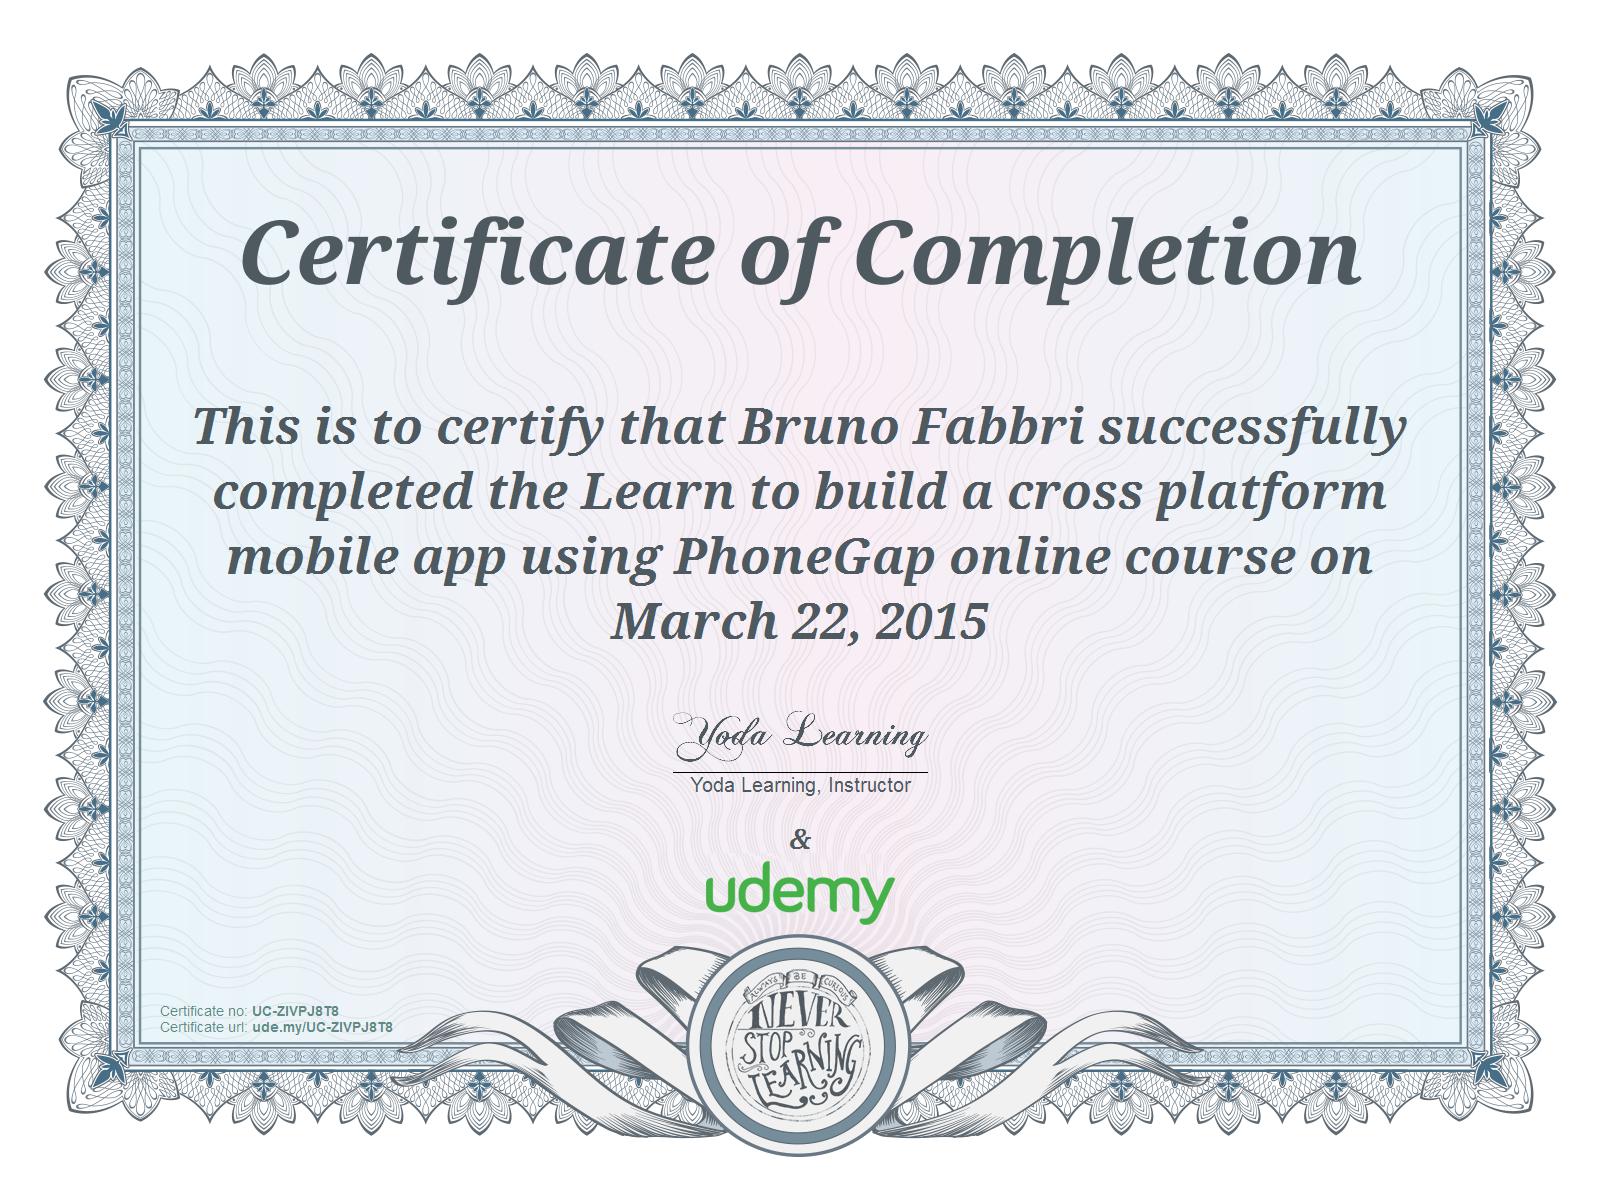 Certificate of Completion
This is to certify that Bruno Fabbri successfully
completed the Learn to build a cross platform
mobile app using PhoneGap online course on
March 22, 2015
Yoda Learning
Yoda Learning, Instructor
&
udemy
Certificate no: UC-ZIVPJ8T8
Certificate url: ude.my/UC-ZIVPJ8T8
ALWAYS BE CURIOUS
NEVER
STOP
LEARNING